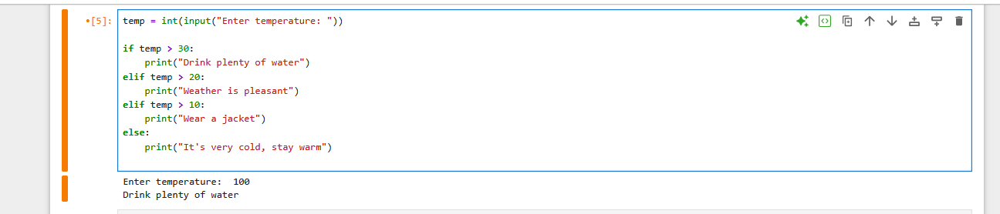 •[5]: temp = int(input("Enter temperature: "))
if temp > 30:
    print("Drink plenty of water")
elif temp > 20:
    print("Weather is pleasant")
elif temp > 10:
    print("Wear a jacket")
else:
    print("It's very cold, stay warm")
Enter temperature:  100
Drink plenty of water